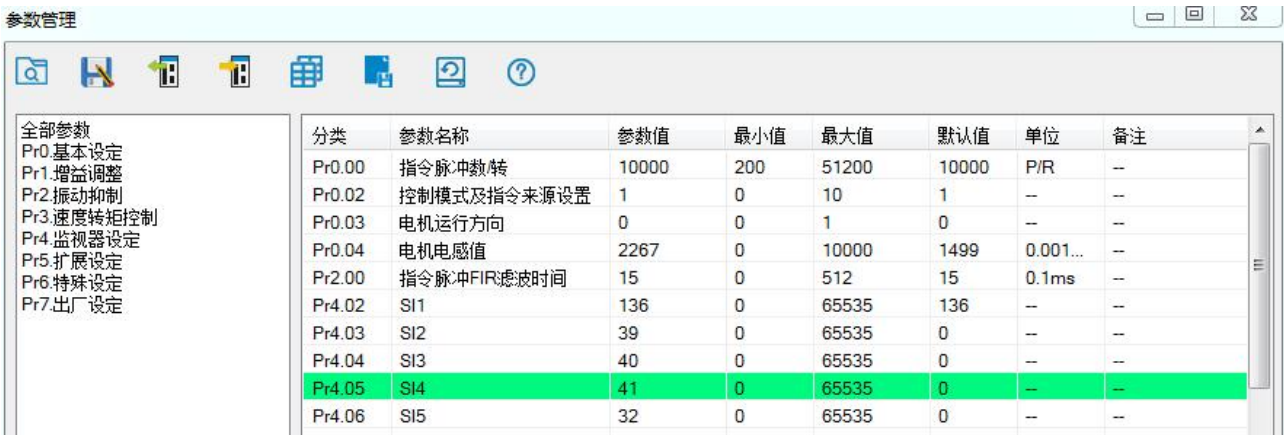 参数管理
全部参数
Pr0.基本设定
Pr1.增益调整
Pr2.振动抑制
Pr3.速度转矩控制
Pr4.监视器设定
Pr5.扩展设定
Pr6.特殊设定
Pr7.出厂设定
分类 参数名称 参数值 最小值 最大值 默认值 单位 备注
Pr0.00 指令脉冲数/转 10000 200 51200 10000 P/R --
Pr0.02 控制模式及指令来源设置 1 0 10 1 -- --
Pr0.03 电机运行方向 0 0 1 0 -- --
Pr0.04 电机电感值 2267 0 10000 1499 0.001... --
Pr2.00 指令脉冲FIR滤波时间 15 0 512 15 0.1ms --
Pr4.02 SI1 136 0 65535 136 -- --
Pr4.03 SI2 39 0 65535 0 -- --
Pr4.04 SI3 40 0 65535 0 -- --
Pr4.05 SI4 41 0 65535 0 -- --
Pr4.06 SI5 32 0 65535 0 -- --